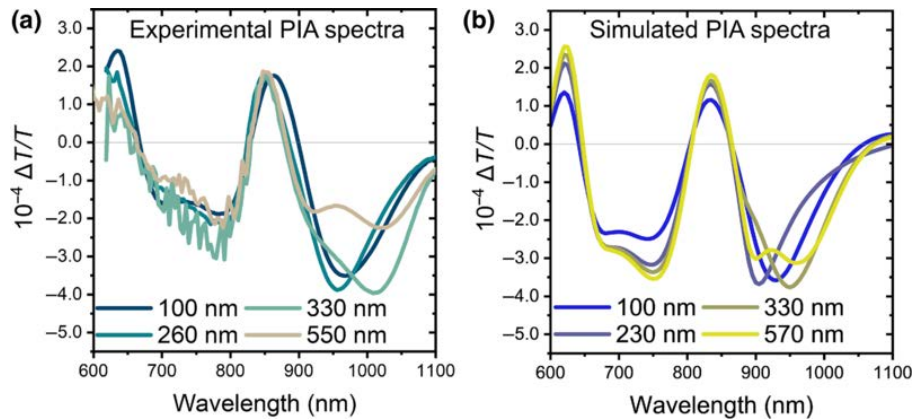 (a)
Experimental PIA spectra
3.0
2.0
1.0
0.0
–1.0
–2.0
–3.0
–4.0
–5.0
10⁻⁴ ΔT/T
100 nm
330 nm
260 nm
550 nm
600 700 800 900 1000 1100
Wavelength (nm)
(b)
Simulated PIA spectra
3.0
2.0
1.0
0.0
–1.0
–2.0
–3.0
–4.0
–5.0
10⁻⁴ ΔT/T
100 nm
330 nm
230 nm
570 nm
600 700 800 900 1000 1100
Wavelength (nm)